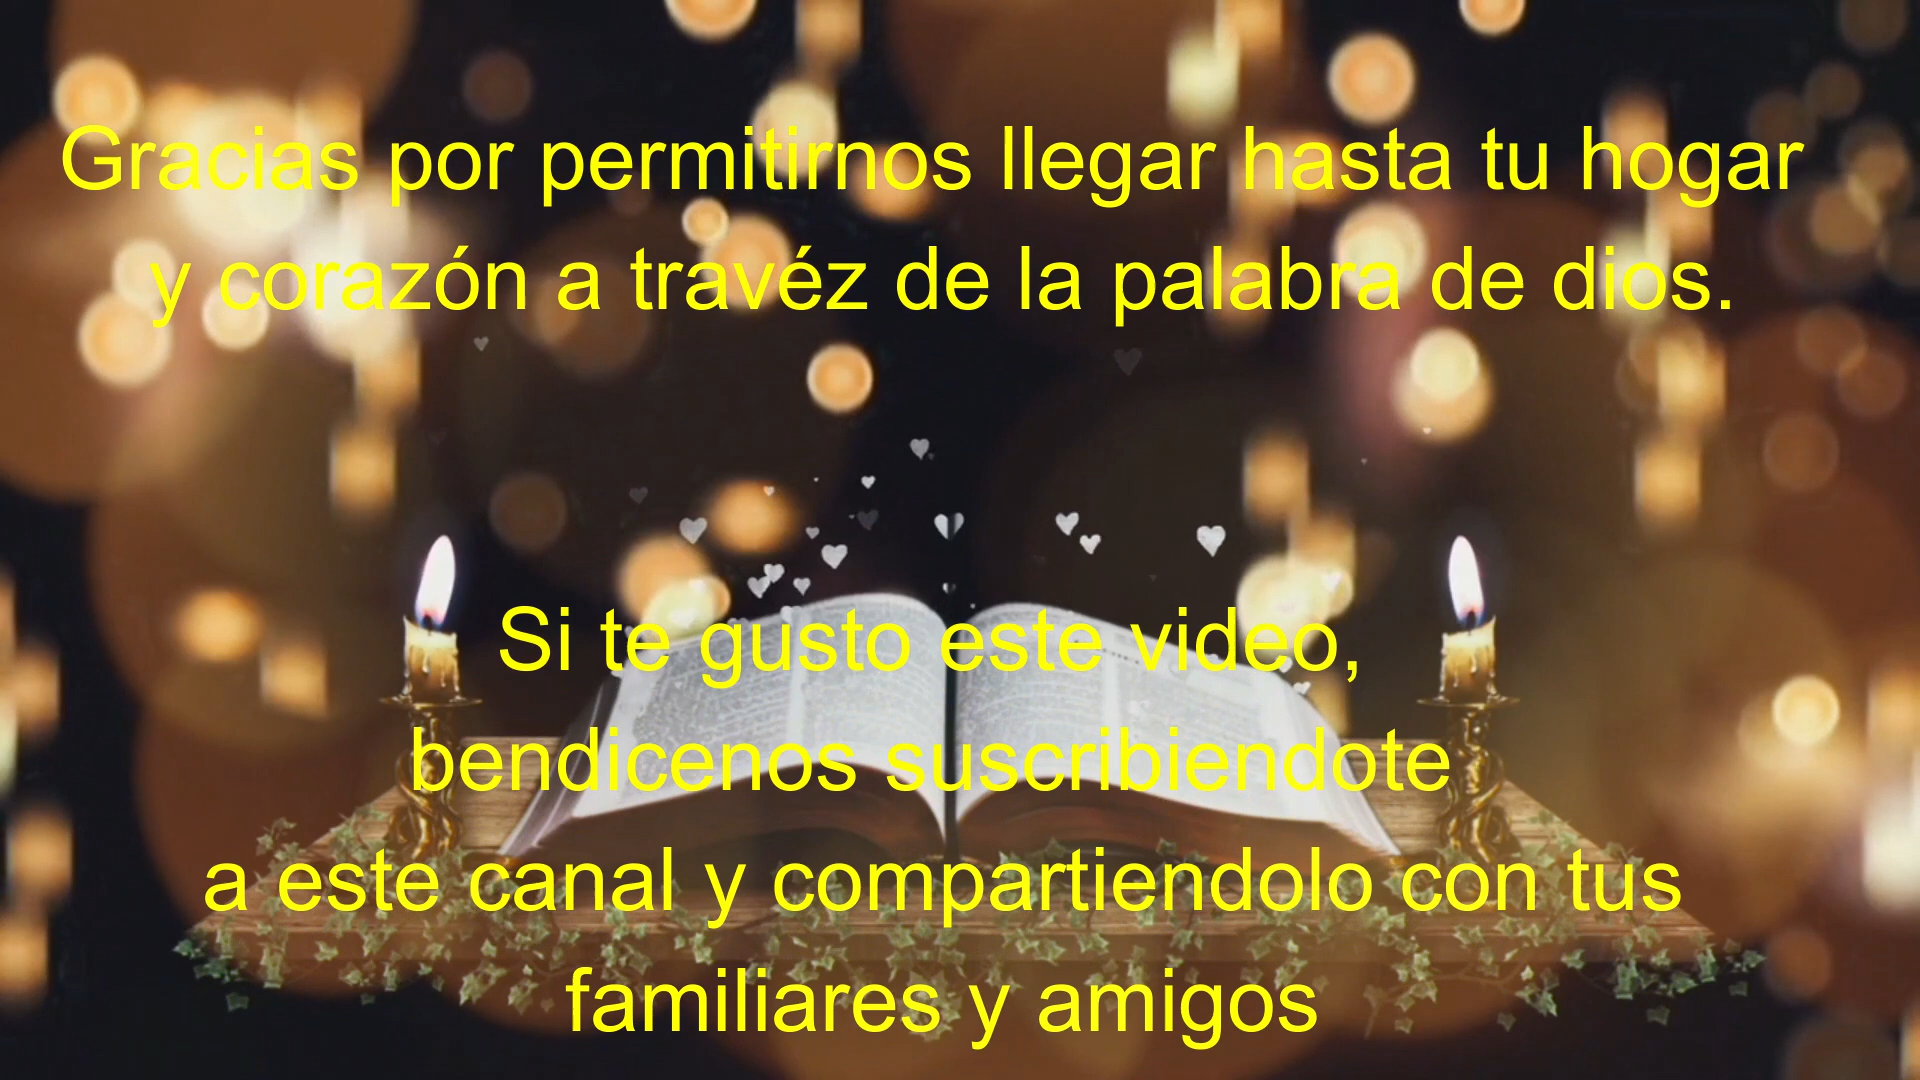 Gracias por permitirnos llegar hasta tu hogar
y corazón a travéz de la palabra de dios.
Si te gusto este video,
bendicenos suscribiendote
a este canal y compartiendolo con tus
familiares y amigos